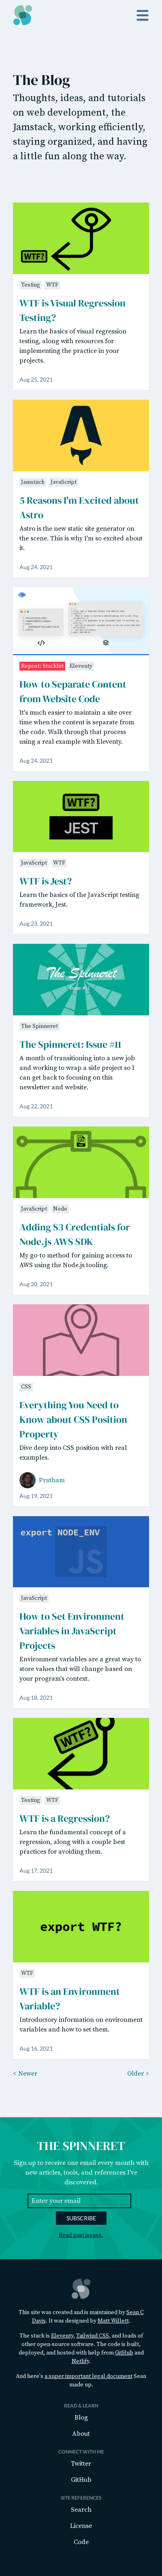 The Blog
Thoughts, ideas, and tutorials
on web development, the
Jamstack, working efficiently,
staying organized, and having
a little fun along the way.
WTF?
Testing WTF
WTF is Visual Regression
Testing?
Learn the basics of visual regression
testing, along with resources for
implementing the practice in your
projects.
Aug 25, 2021
Jamstack JavaScript
5 Reasons I'm Excited about
Astro
Astro is the new static site generator on
the scene. This is why I'm so excited about
it.
Aug 24, 2021
</>
Repost: Stackbit Eleventy
How to Separate Content
from Website Code
It's much easier to maintain a site over
time when the content is separate from
the code. Walk through that process
using a real example with Eleventy.
Aug 24, 2021
WTF?
JEST
JavaScript WTF
WTF is Jest?
Learn the basics of the JavaScript testing
framework, Jest.
Aug 23, 2021
The Spinneret
Issue #11
The Spinneret
The Spinneret: Issue #11
A month of transitioning into a new job
and working to wrap a side project so I
can get back to focusing on this
newsletter and website.
Aug 22, 2021
JavaScript Node
Adding S3 Credentials for
Node.js AWS SDK
My go-to method for gaining access to
AWS using the Node.js tooling.
Aug 20, 2021
CSS
Everything You Need to
Know about CSS Position
Property
Dive deep into CSS position with real
examples.
Pratham
Aug 19, 2021
export NODE_ENV
JS
JavaScript
How to Set Environment
Variables in JavaScript
Projects
Environment variables are a great way to
store values that will change based on
your program's context.
Aug 18, 2021
WTF?
Testing WTF
WTF is a Regression?
Learn the fundamental concept of a
regression, along with a couple best
practices for avoiding them.
Aug 17, 2021
export WTF?
WTF
WTF is an Environment
Variable?
Introductory information on environment
variables and how to set them.
Aug 16, 2021
< Newer
Older >
THE SPINNERET
Sign up to receive one email every month with
new articles, tools, and references I've
discovered.
Enter your email
SUBSCRIBE
Read past issues.
This site was created and is maintained by Sean C
Davis. It was designed by Matt Willett.
The stack is Eleventy, Tailwind CSS, and loads of
other open-source software. The code is built,
deployed, and hosted with help from GitHub and
Netlify.
And here's a super important legal document Sean
made up.
READ & LEARN
Blog
About
CONNECT WITH ME
Twitter
GitHub
SITE REFERENCES
Search
License
Code